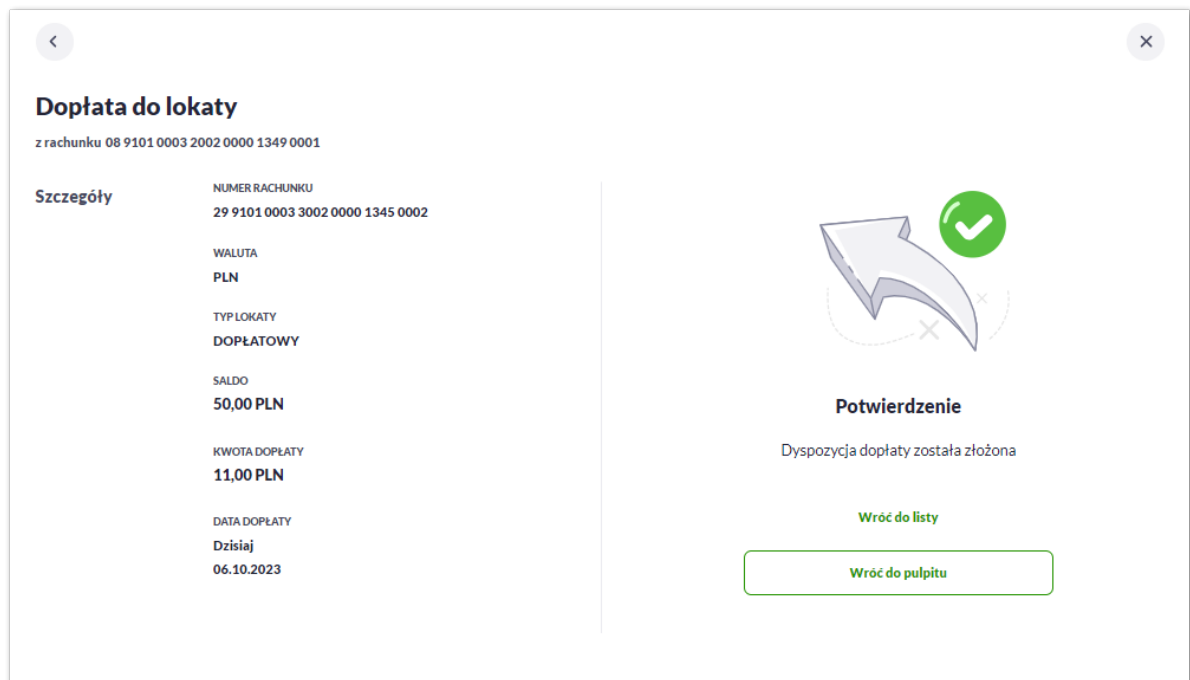 Dopłata do lokaty
z rachunku 08 9101 0003 2002 0000 1349 0001
Szczegóły
NUMER RACHUNKU
29 9101 0003 3002 0000 1345 0002
WALUTA
PLN
TYP LOKATY
DOPŁATOWY
SALDO
50,00 PLN
KWOTA DOPŁATY
11,00 PLN
DATA DOPŁATY
Dzisiaj
06.10.2023
Potwierdzenie
Dyspozycja dopłaty została złożona
Wróć do listy
Wróć do pulpitu